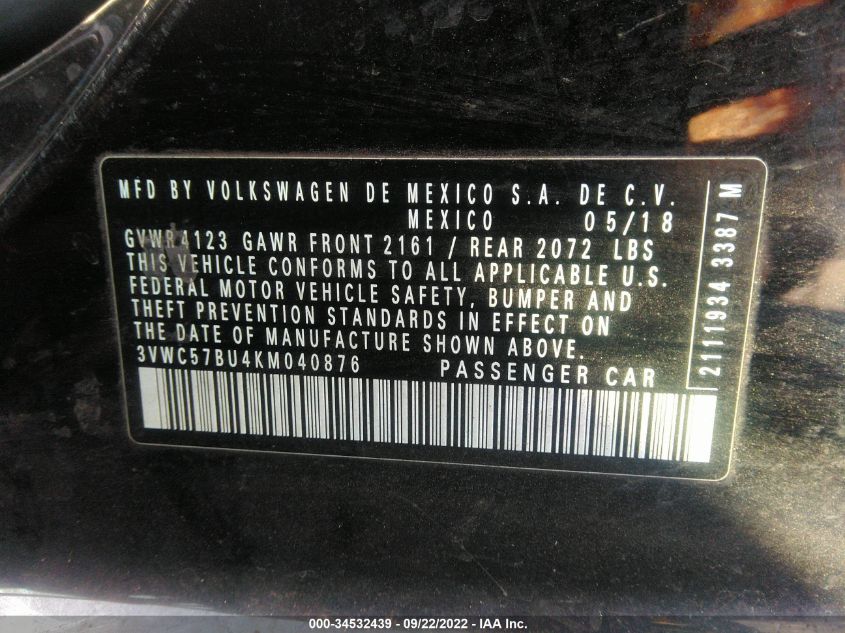 MFD BY VOLKSWAGEN DE MEXICO S.A. DE C.V.
MEXICO 05/18
GVWR 4123 GAWR FRONT 2161 / REAR 2072 LBS
THIS VEHICLE CONFORMS TO ALL APPLICABLE U.S.
FEDERAL MOTOR VEHICLE SAFETY, BUMPER AND
THEFT PREVENTION STANDARDS IN EFFECT ON
THE DATE OF MANUFACTURE SHOWN ABOVE.
3VWC57BU4KM040876 PASSENGER CAR
2111934 3387 M
000-34532439 - 09/22/2022 - IAA Inc.